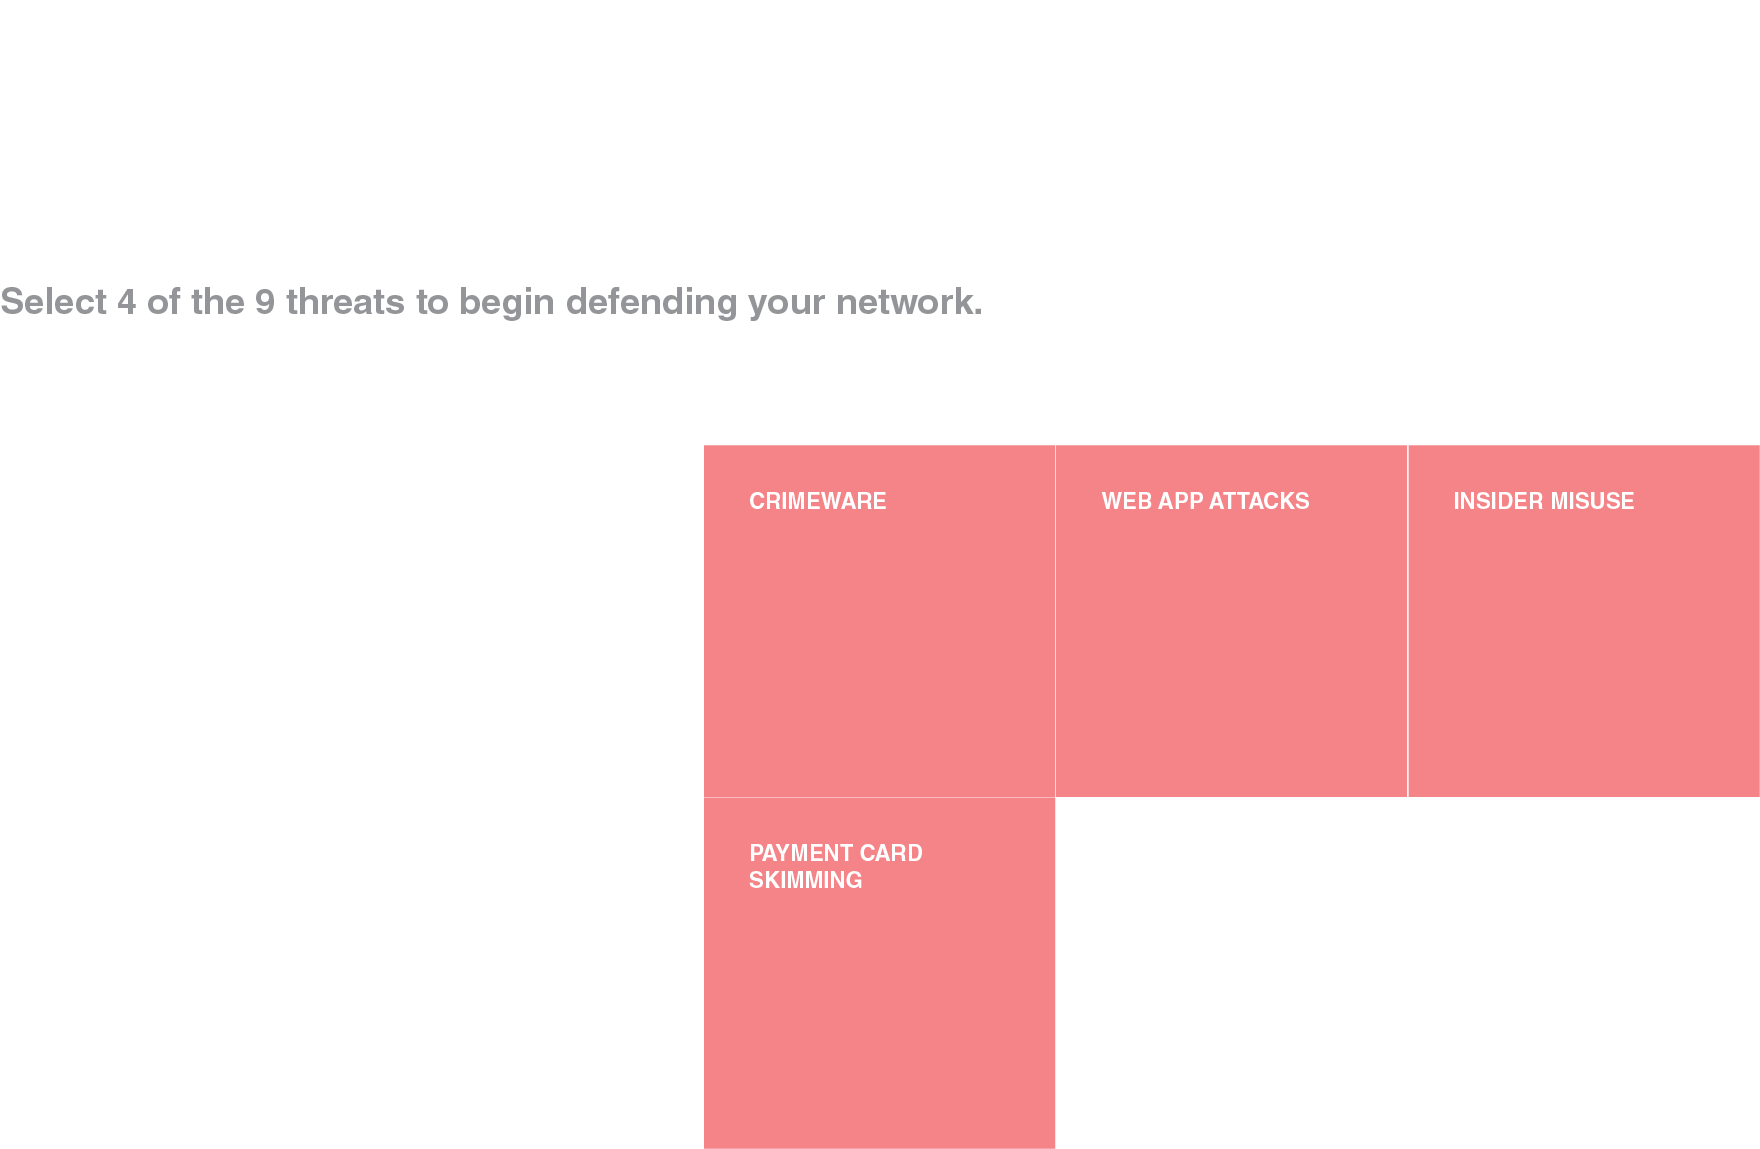 Select 4 of the 9 threats to begin defending your network.
CRIMEWARE
WEB APP ATTACKS
INSIDER MISUSE
PAYMENT CARD
SKIMMING